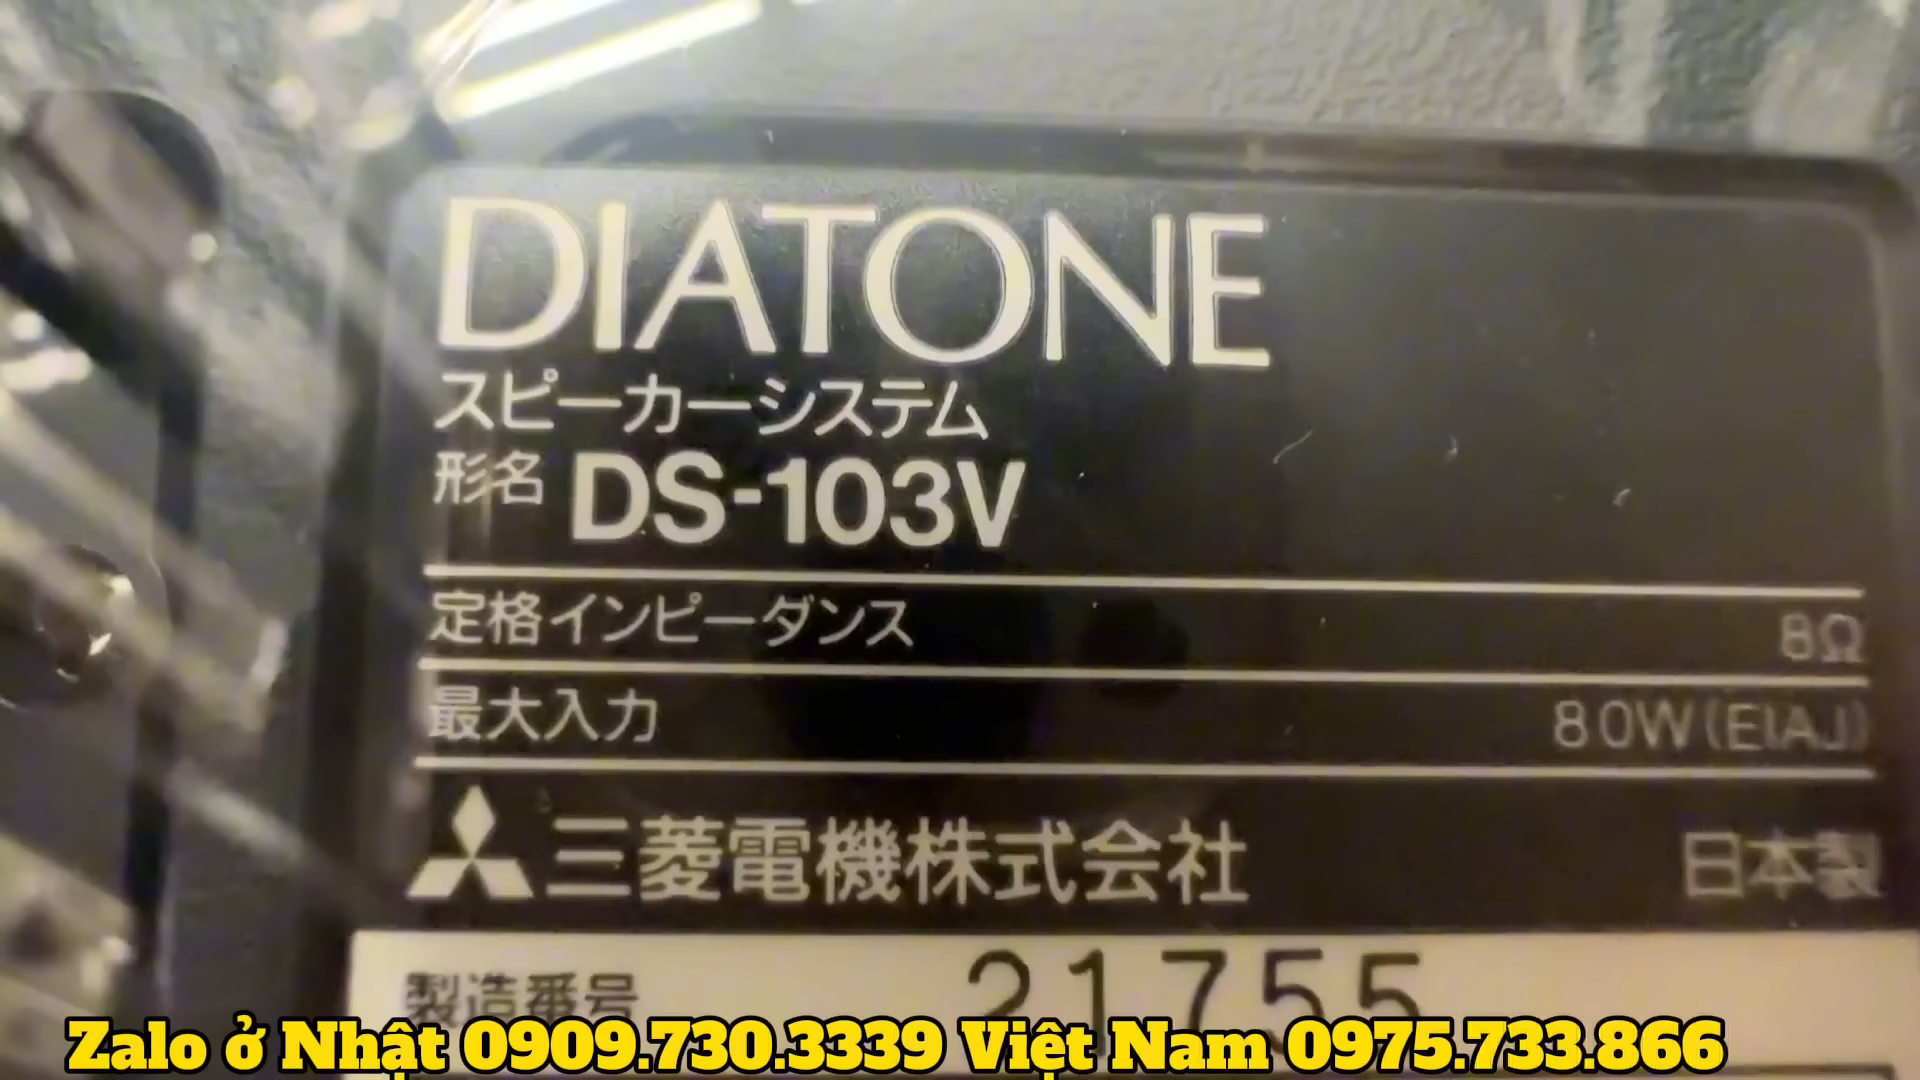 DIATONE
スピーカーシステム
形名 DS-103V
定格インピーダンス 8Ω
最大入力 80W(EIAJ)
三菱電機株式会社 日本製
製造番号 21755
Zalo ở Nhật 0909.730.3339 Việt Nam 0975.733.866